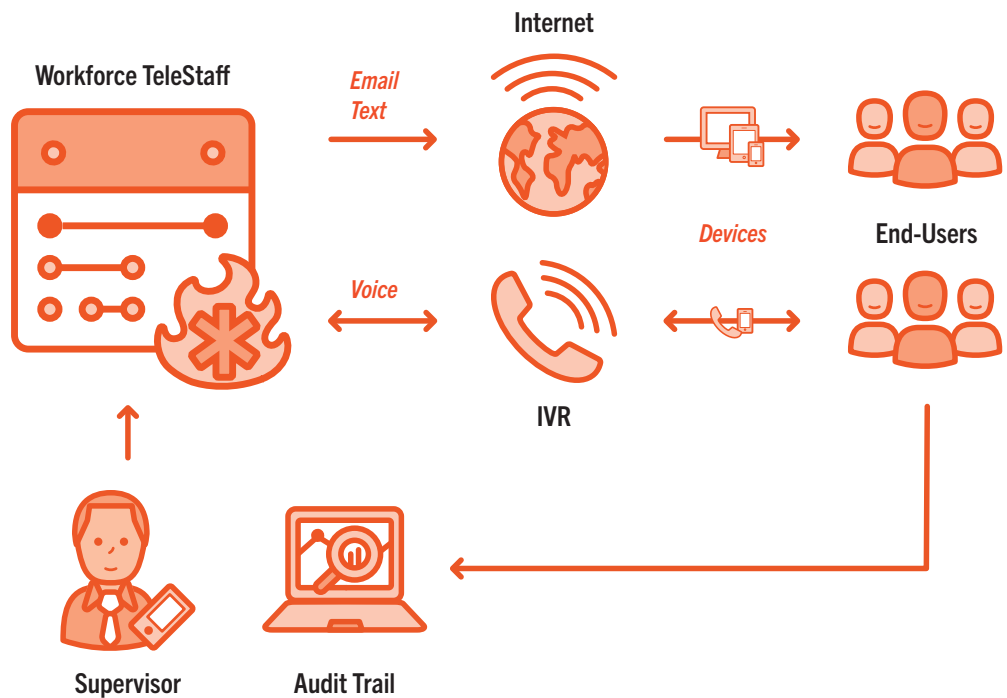 Internet
Workforce TeleStaff
Email
Text
Devices
End-Users
Voice
IVR
Supervisor
Audit Trail